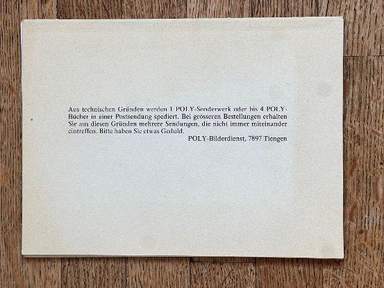 Aus technischen Gründen werden 1 POLY-Senderwerk oder bis 4 POLY-
Bücher in einer Postsendung spediert. Bei grösseren Bestellungen erhalten
Sie aus diesen Gründen mehrere Sendungen, die nicht immer miteinander
eintreffen. Bitte haben Sie etwas Geduld.
POLY-Bilderdienst, 7897 Tiengen